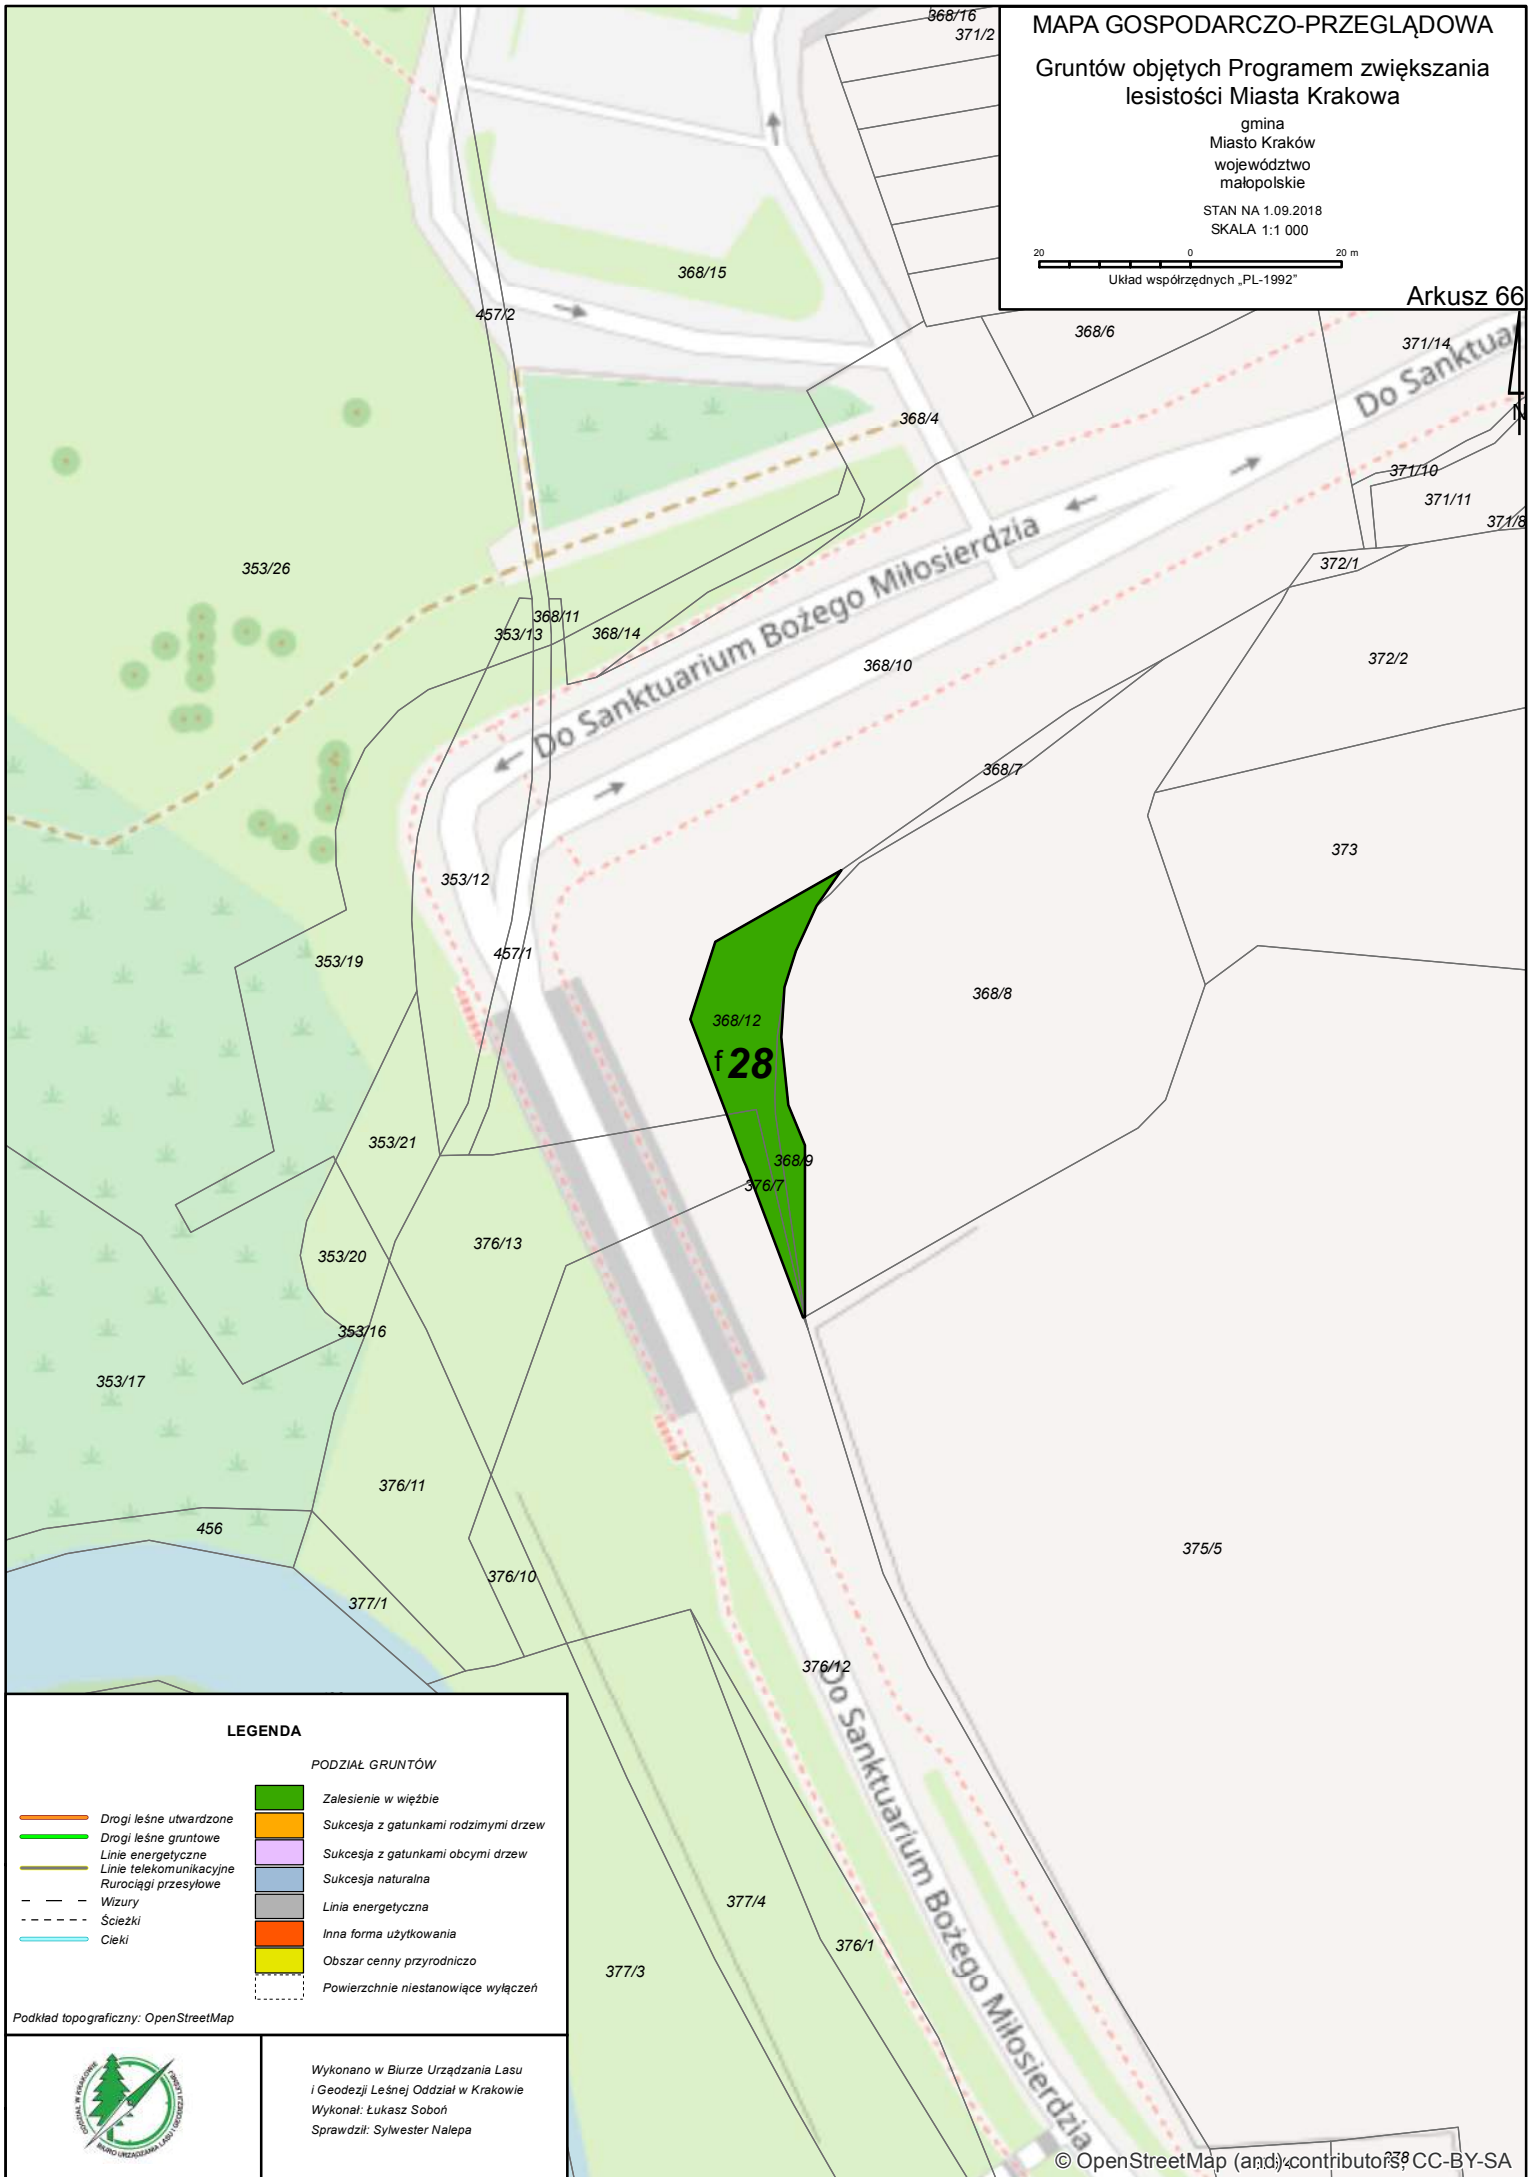 MAPA GOSPODARCZO-PRZEGLĄDOWA
Gruntów objętych Programem zwiększania
lesistości Miasta Krakowa
gmina
Miasto Kraków
województwo
małopolskie
STAN NA 1.09.2018
SKALA 1:1 000
20 0 20 m
Układ współrzędnych „PL-1992”
Arkusz 66
N
368/16
371/2
368/15
457/2
368/6
371/14
Do Sanktua
368/4
371/10
371/11
371/8
353/26
372/1
368/11
353/13
368/14
Do Sanktuarium Bożego Miłosierdzia
368/10
372/2
368/7
373
353/12
457/1
353/19
368/8
368/12
f 28
353/21
368/9
376/7
376/13
353/20
353/16
353/17
376/11
456
375/5
376/10
377/1
376/12
Do Sanktuarium Bożego Miłosierdzia
377/4
376/1
377/3
378
LEGENDA
PODZIAŁ GRUNTÓW
Drogi leśne utwardzone
Drogi leśne gruntowe
Linie energetyczne
Linie telekomunikacyjne
Rurociągi przesyłowe
Wizury
Ścieżki
Cieki
Zalesienie w więźbie
Sukcesja z gatunkami rodzimymi drzew
Sukcesja z gatunkami obcymi drzew
Sukcesja naturalna
Linia energetyczna
Inna forma użytkowania
Obszar cenny przyrodniczo
Powierzchnie niestanowiące wyłączeń
Podkład topograficzny: OpenStreetMap
ODDZIAŁ W KRAKOWIE
BIURO URZĄDZANIA LASU I GEODEZJI LEŚNEJ
Wykonano w Biurze Urządzania Lasu
i Geodezji Leśnej Oddział w Krakowie
Wykonał: Łukasz Soboń
Sprawdził: Sylwester Nalepa
© OpenStreetMap (and) contributors, CC-BY-SA